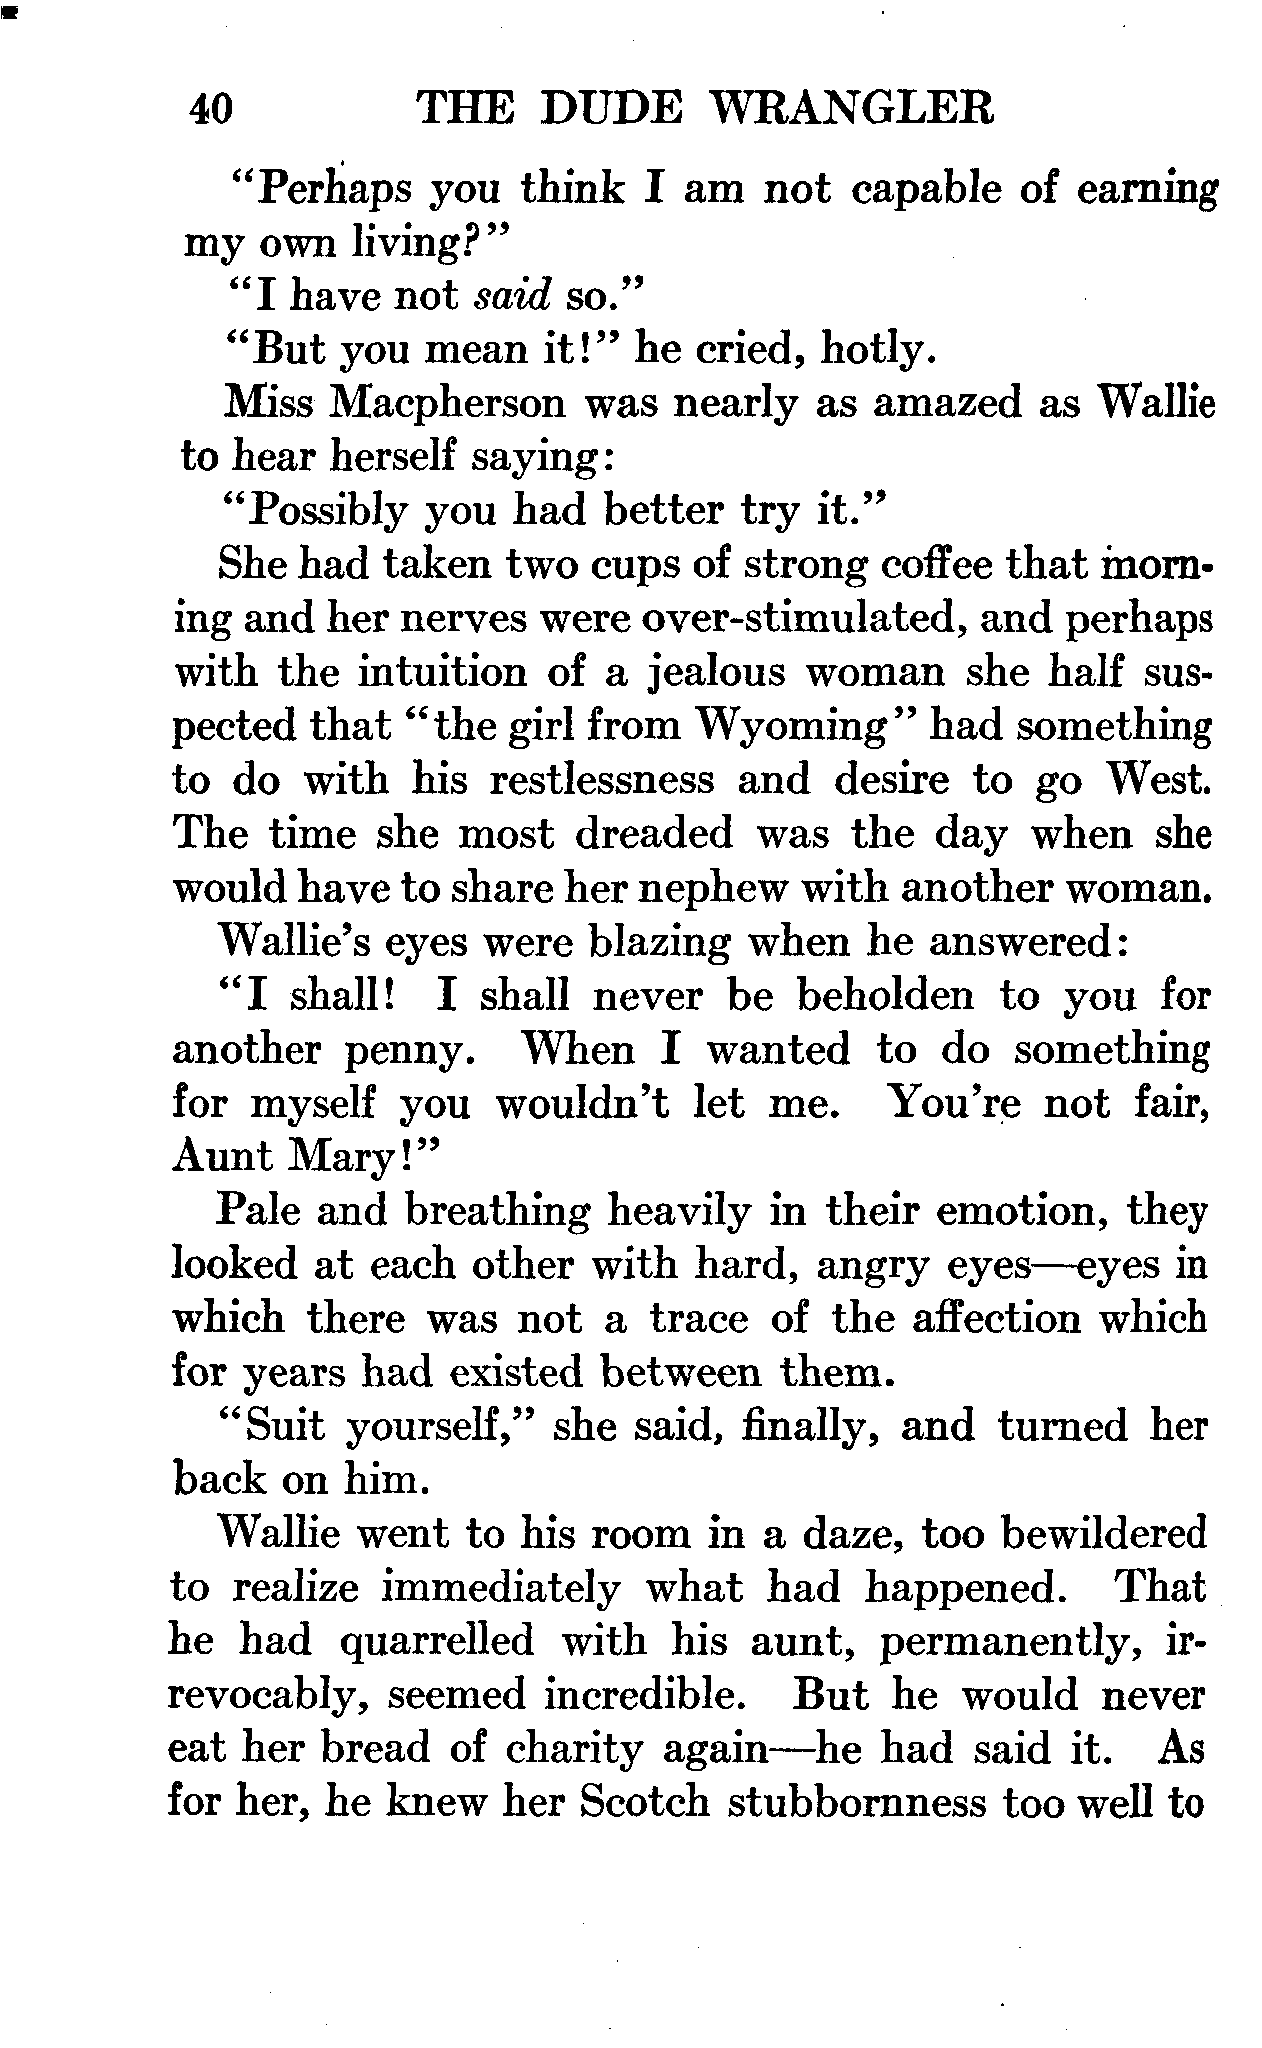 40 THE DUDE WRANGLER
“Perhaps you think I am not capable of earning
my own living?”
“I have not said so.”
“But you mean it!” he cried, hotly.
Miss Macpherson was nearly as amazed as Wallie
to hear herself saying:
“Possibly you had better try it.”
She had taken two cups of strong coffee that morn-
ing and her nerves were over-stimulated, and perhaps
with the intuition of a jealous woman she half sus-
pected that “the girl from Wyoming” had something
to do with his restlessness and desire to go West.
The time she most dreaded was the day when she
would have to share her nephew with another woman.
Wallie’s eyes were blazing when he answered:
“I shall! I shall never be beholden to you for
another penny. When I wanted to do something
for myself you wouldn’t let me. You’re not fair,
Aunt Mary!”
Pale and breathing heavily in their emotion, they
looked at each other with hard, angry eyes—eyes in
which there was not a trace of the affection which
for years had existed between them.
“Suit yourself,” she said, finally, and turned her
back on him.
Wallie went to his room in a daze, too bewildered
to realize immediately what had happened. That
he had quarrelled with his aunt, permanently, ir-
revocably, seemed incredible. But he would never
eat her bread of charity again—he had said it. As
for her, he knew her Scotch stubbornness too well to